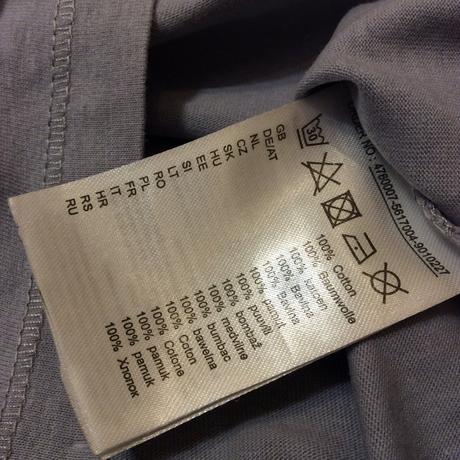 30
ORDER NO: 4760007-5617004-9010227
GB 100% Cotton
DE/AT 100% Baumwolle
NL 100% katoen
CZ 100% Bavlna
SK 100% Bavlna
HU 100% pamut
EE 100% puuvill
SI 100% bombaž
LT 100% medvilnė
RO 100% bumbac
PL 100% bawełna
FR 100% Coton
IT 100% Cotone
HR 100% pamuk
RS 100% pamuk
RU 100% Хлопок